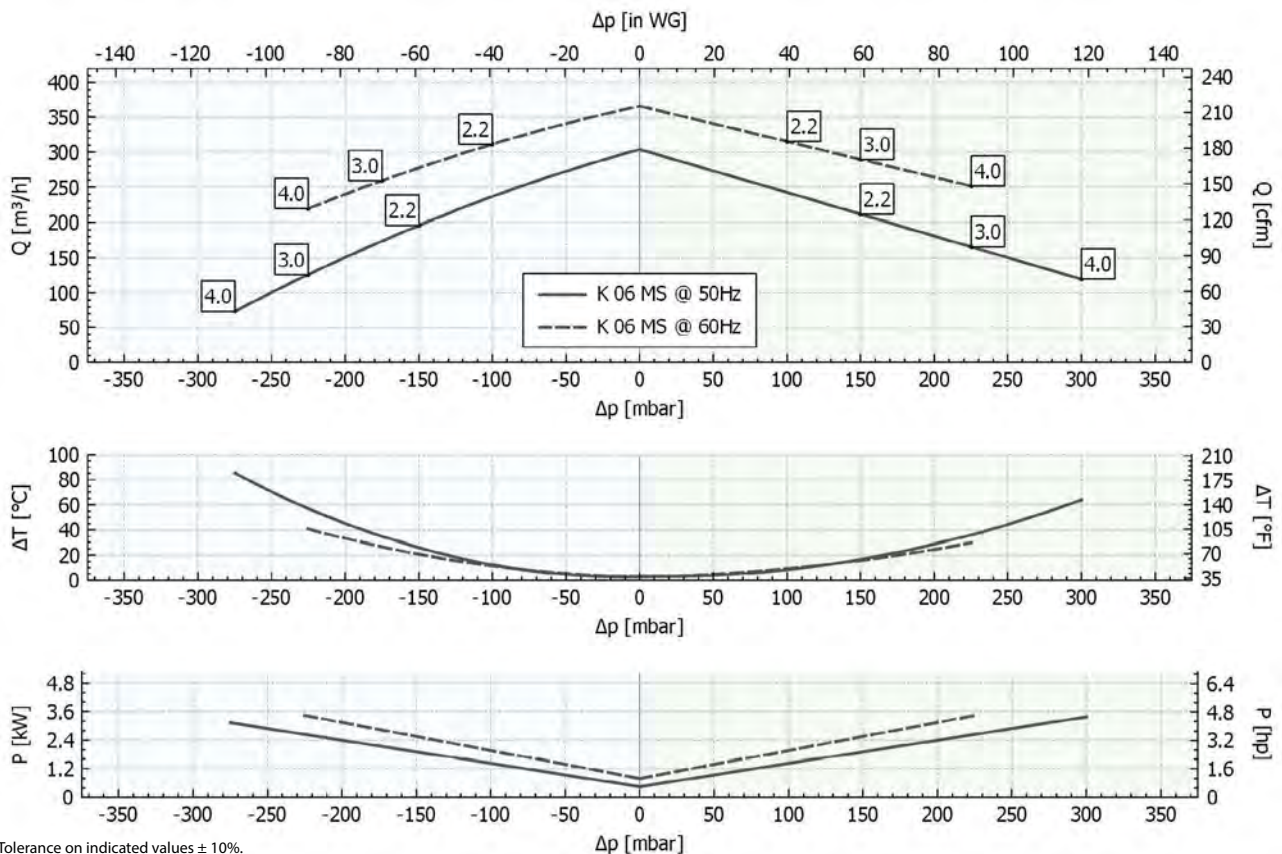 Δp [in WG]
-140 -120 -100 -80 -60 -40 -20 0 20 40 60 80 100 120 140
400 240
350 210
300 180
250 150
200 120
150 90
100 60
50 30
0 0
Q [m³/h]
Q [cfm]
4.0 3.0 2.2 2.2 3.0 4.0
4.0 3.0 2.2 2.2 3.0 4.0
K 06 MS @ 50Hz
K 06 MS @ 60Hz
-350 -300 -250 -200 -150 -100 -50 0 50 100 150 200 250 300 350
Δp [mbar]
100 210
80 175
60 140
40 105
20 70
0 35
ΔT [°C]
ΔT [°F]
-350 -300 -250 -200 -150 -100 -50 0 50 100 150 200 250 300 350
Δp [mbar]
4.8 6.4
3.6 4.8
2.4 3.2
1.2 1.6
0 0
P [kW]
P [hp]
-350 -300 -250 -200 -150 -100 -50 0 50 100 150 200 250 300 350
Δp [mbar]
Tolerance on indicated values ± 10%.